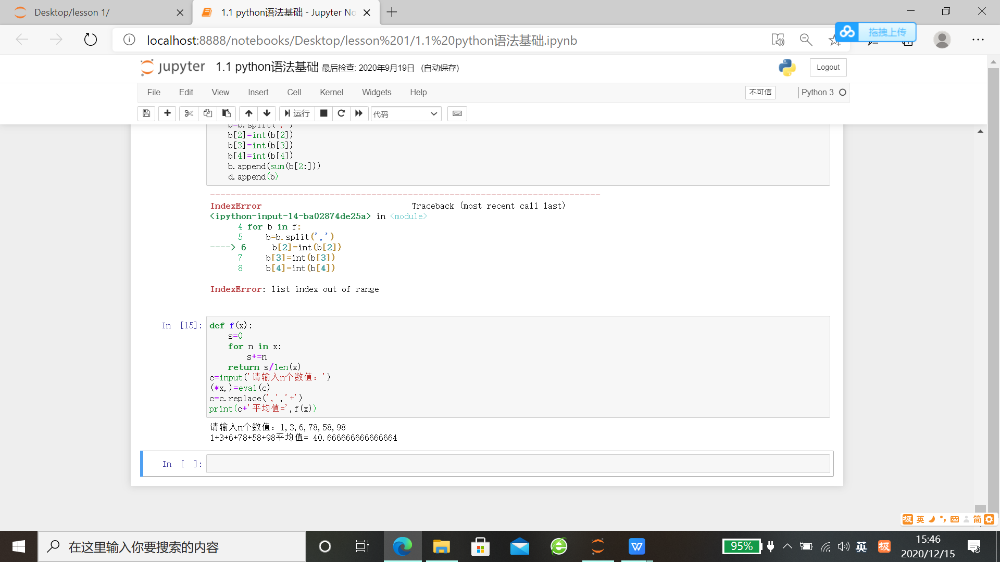 Desktop/lesson 1/
1.1 python语法基础 - Jupyter No
localhost:8888/notebooks/Desktop/lesson%201/1.1%20python语法基础.ipynb
拖拽上传
jupyter 1.1 python语法基础 最后检查: 2020年9月19日 (自动保存)
Logout
File Edit View Insert Cell Kernel Widgets Help
不可信 Python 3
运行 代码
b=b.split(',')
b[2]=int(b[2])
b[3]=int(b[3])
b[4]=int(b[4])
b.append(sum(b[2:]))
d.append(b)
---------------------------------------------------------------------------
IndexError Traceback (most recent call last)
<ipython-input-14-ba02874de25a> in <module>
4 for b in f:
5 b=b.split(',')
----> 6 b[2]=int(b[2])
7 b[3]=int(b[3])
8 b[4]=int(b[4])
IndexError: list index out of range
In [15]: def f(x):
s=0
for n in x:
s+=n
return s/len(x)
c=input('请输入n个数值：')
(*x,)=eval(c)
c=c.replace(',','+')
print(c+'平均值=',f(x))
请输入n个数值：1,3,6,78,58,98
1+3+6+78+58+98平均值= 40.666666666666664
In [ ]:
极 英 简
在这里输入你要搜索的内容
95%
英 极
15:46
2020/12/15